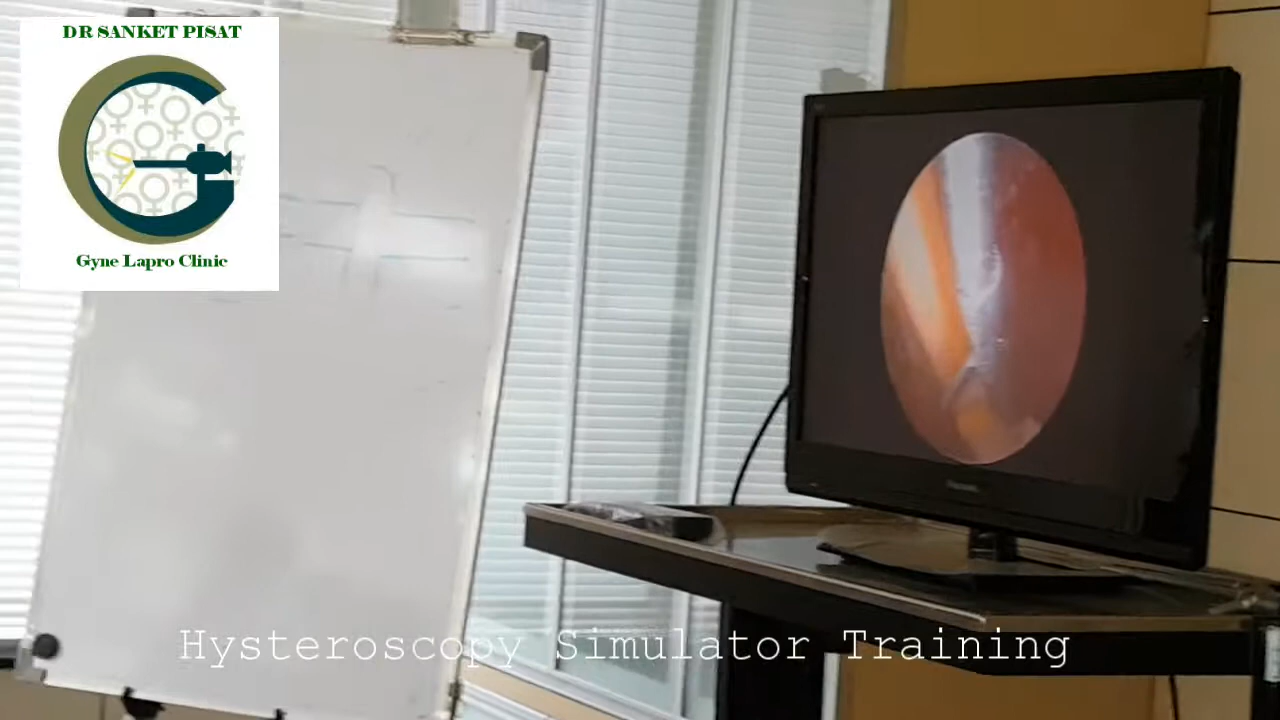 DR SANKET PISAT
Gyne Lapro Clinic
Hysteroscopy Simulator Training